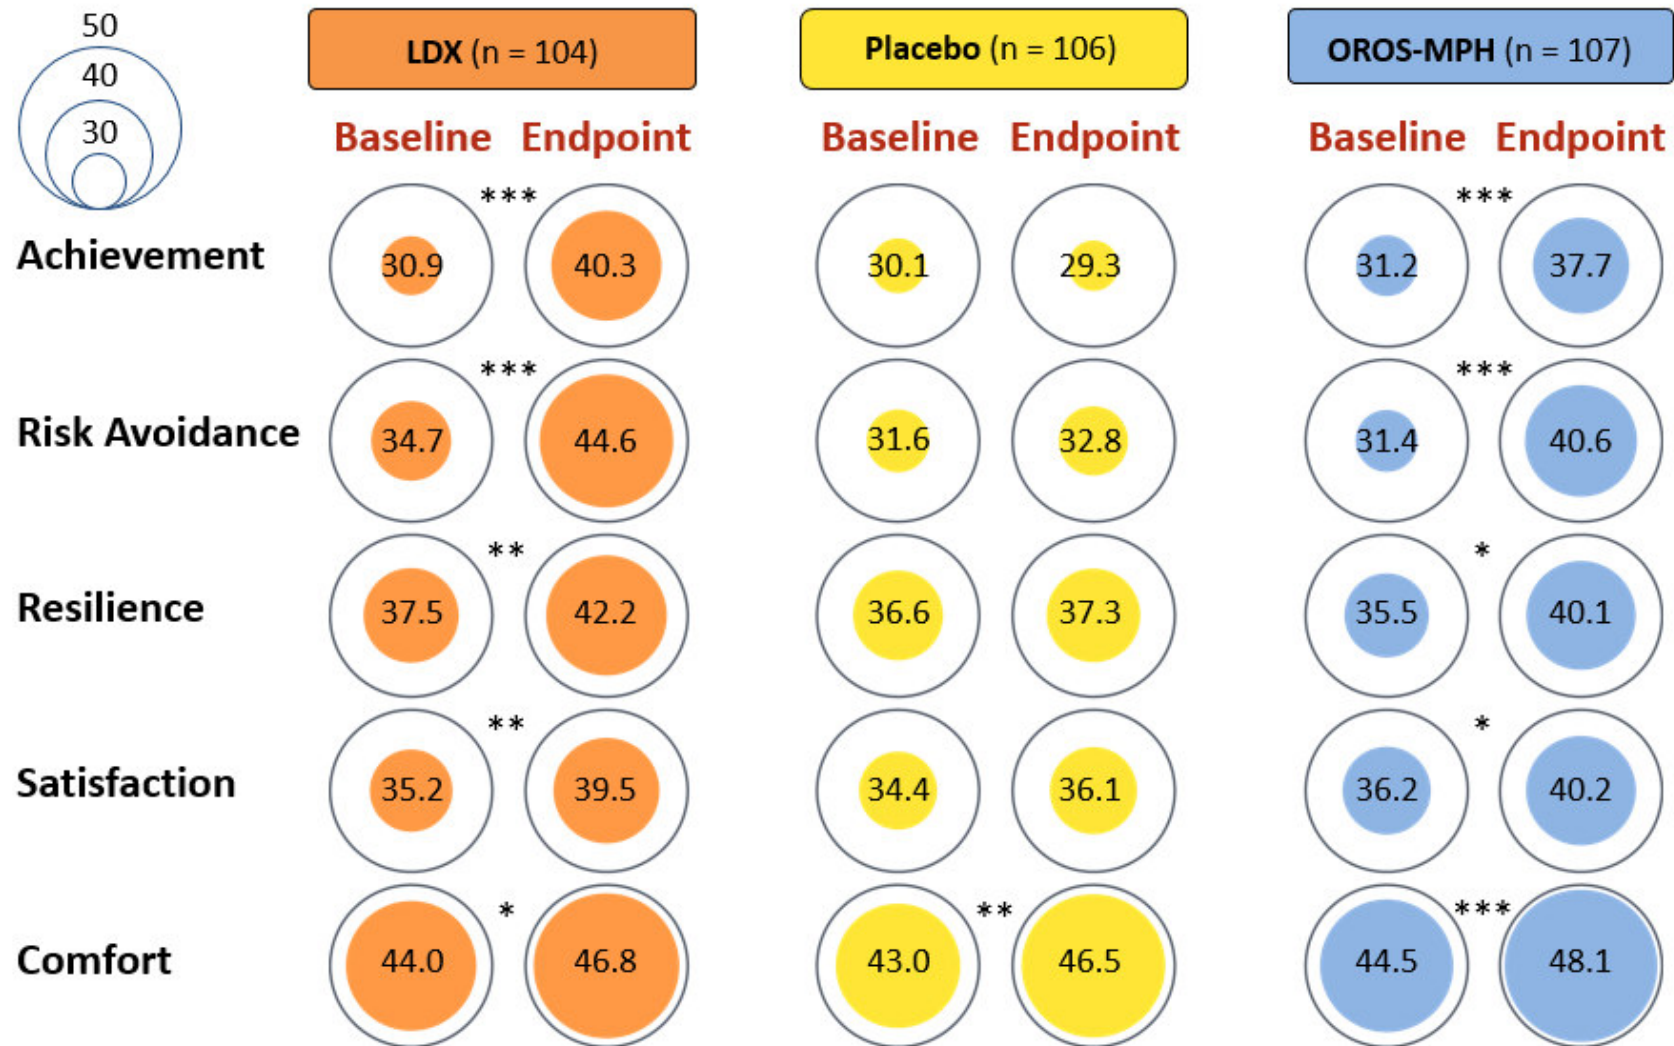 50
40
30
LDX (n = 104)
Placebo (n = 106)
OROS-MPH (n = 107)
Baseline Endpoint
Baseline Endpoint
Baseline Endpoint
*** ***
Achievement 30.9 40.3 30.1 29.3 31.2 37.7
*** ***
Risk Avoidance 34.7 44.6 31.6 32.8 31.4 40.6
** *
Resilience 37.5 42.2 36.6 37.3 35.5 40.1
** *
Satisfaction 35.2 39.5 34.4 36.1 36.2 40.2
* ** ***
Comfort 44.0 46.8 43.0 46.5 44.5 48.1